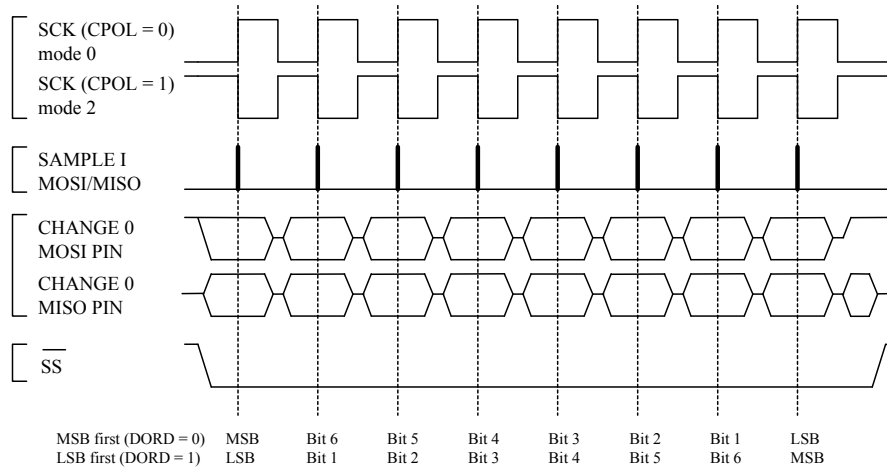 SCK (CPOL = 0)
mode 0
SCK (CPOL = 1)
mode 2
SAMPLE I
MOSI/MISO
CHANGE 0
MOSI PIN
CHANGE 0
MISO PIN
SS
MSB first (DORD = 0) MSB Bit 6 Bit 5 Bit 4 Bit 3 Bit 2 Bit 1 LSB
LSB first (DORD = 1) LSB Bit 1 Bit 2 Bit 3 Bit 4 Bit 5 Bit 6 MSB